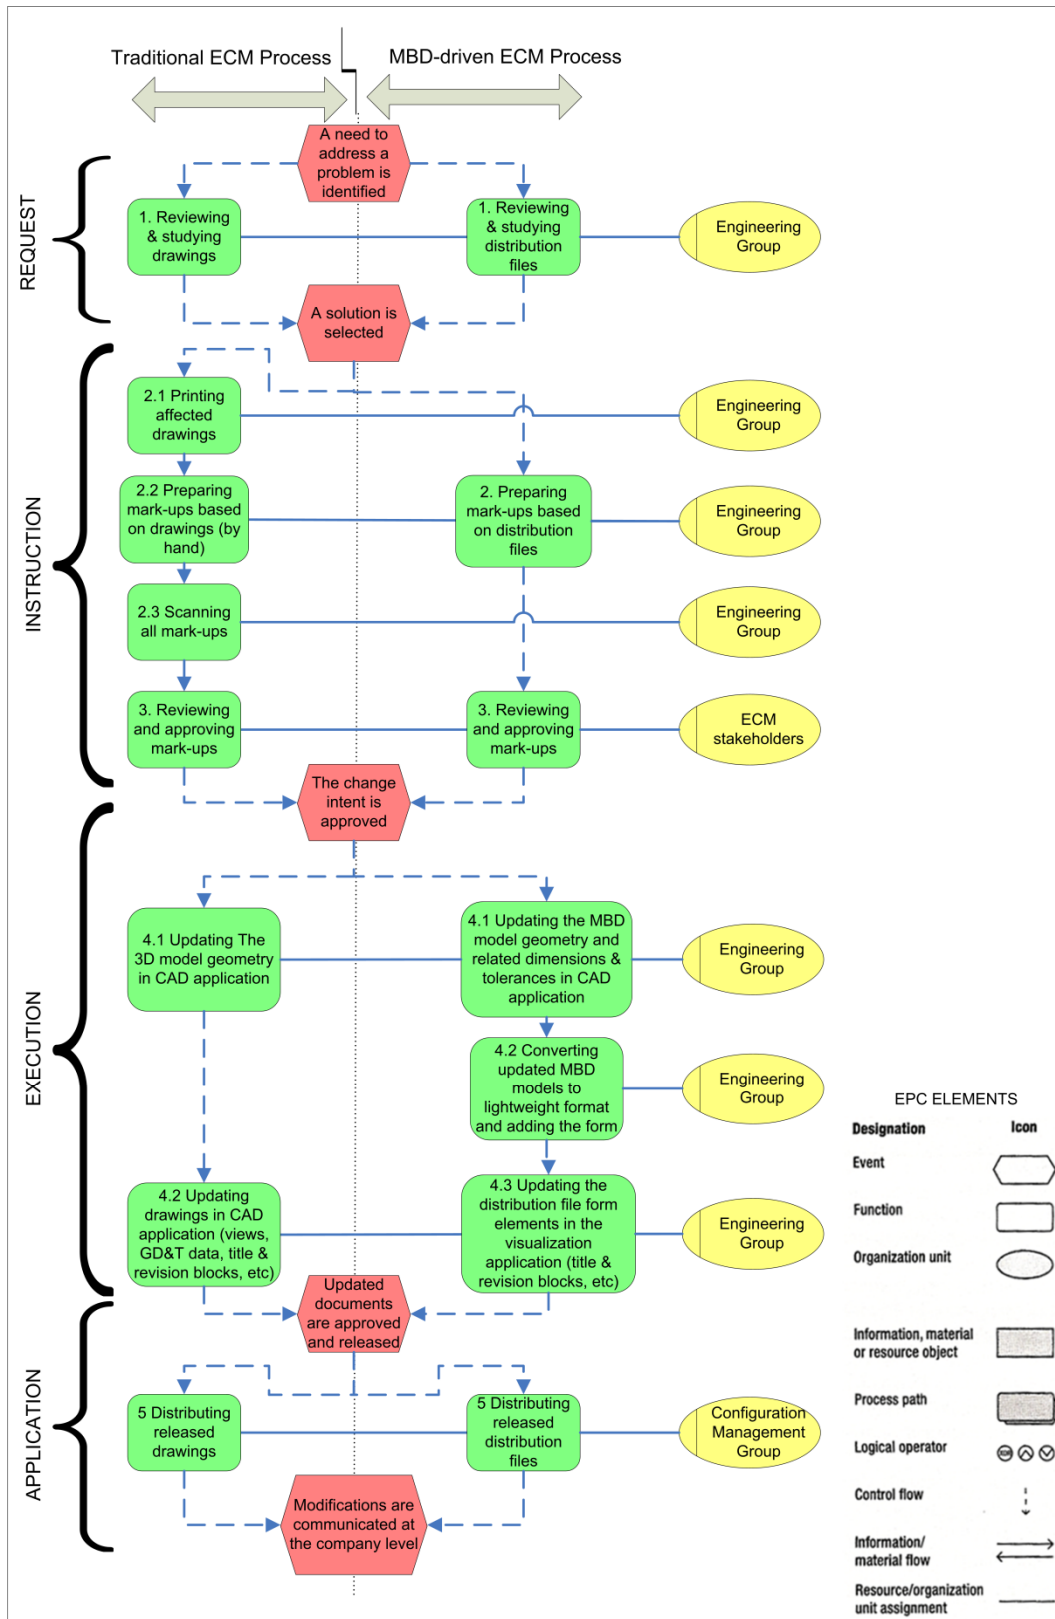 Traditional ECM Process
MBD-driven ECM Process
A need to
address a
problem is
identified
REQUEST
1. Reviewing
& studying
drawings
1. Reviewing
& studying
distribution
files
Engineering
Group
A solution is
selected
INSTRUCTION
2.1 Printing
affected
drawings
Engineering
Group
2.2 Preparing
mark-ups based
on drawings (by
hand)
2. Preparing
mark-ups based
on distribution
files
Engineering
Group
2.3 Scanning
all mark-ups
Engineering
Group
3. Reviewing
and approving
mark-ups
3. Reviewing
and approving
mark-ups
ECM
stakeholders
The change
intent is
approved
EXECUTION
4.1 Updating The
3D model geometry
in CAD application
4.1 Updating the MBD
model geometry and
related dimensions &
tolerances in CAD
application
Engineering
Group
4.2 Converting
updated MBD
models to
lightweight format
and adding the form
Engineering
Group
4.2 Updating
drawings in CAD
application (views,
GD&T data, title &
revision blocks, etc)
4.3 Updating the
distribution file form
elements in the
visualization
application (title &
revision blocks, etc)
Engineering
Group
Updated
documents
are approved
and released
APPLICATION
5 Distributing
released
drawings
5 Distributing
released
distribution
files
Configuration
Management
Group
Modifications are
communicated at
the company level
EPC ELEMENTS
Designation Icon
Event
Function
Organization unit
Information, material
or resource object
Process path
Logical operator XOR
Control flow
Information/
material flow
Resource/organization
unit assignment